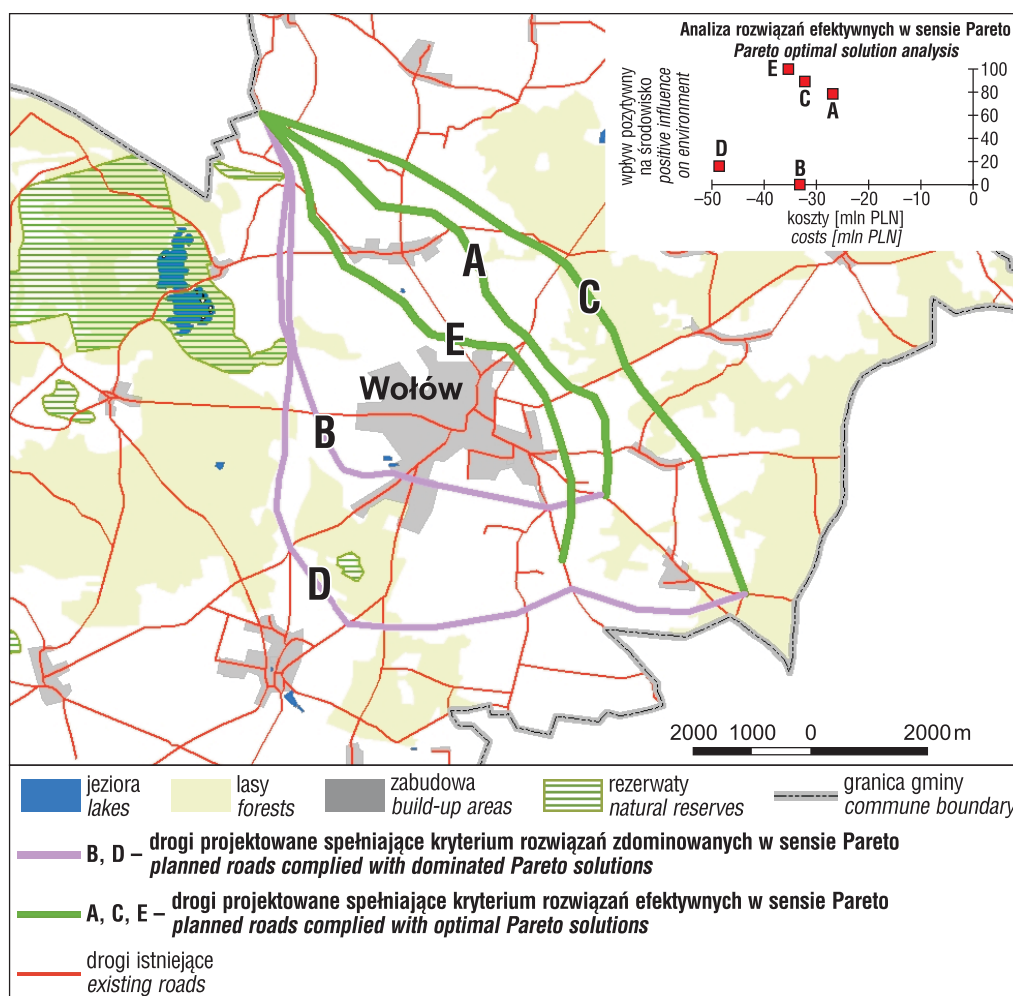 Analiza rozwiązań efektywnych w sensie Pareto
Pareto optimal solution analysis
wpływ pozytywny
na środowisko
positive influence
on environment
E
C
A
D
B
100
80
60
40
20
0
−50
−40
−30
−20
−10
0
koszty [mln PLN]
costs [mln PLN]
A
C
E
Wołów
B
D
2000
1000
0
2000 m
jeziora
lakes
lasy
forests
zabudowa
build-up areas
rezerwaty
natural reserves
granica gminy
commune boundary
B, D – drogi projektowane spełniające kryterium rozwiązań zdominowanych w sensie Pareto
planned roads complied with dominated Pareto solutions
A, C, E – drogi projektowane spełniające kryterium rozwiązań efektywnych w sensie Pareto
planned roads complied with optimal Pareto solutions
drogi istniejące
existing roads